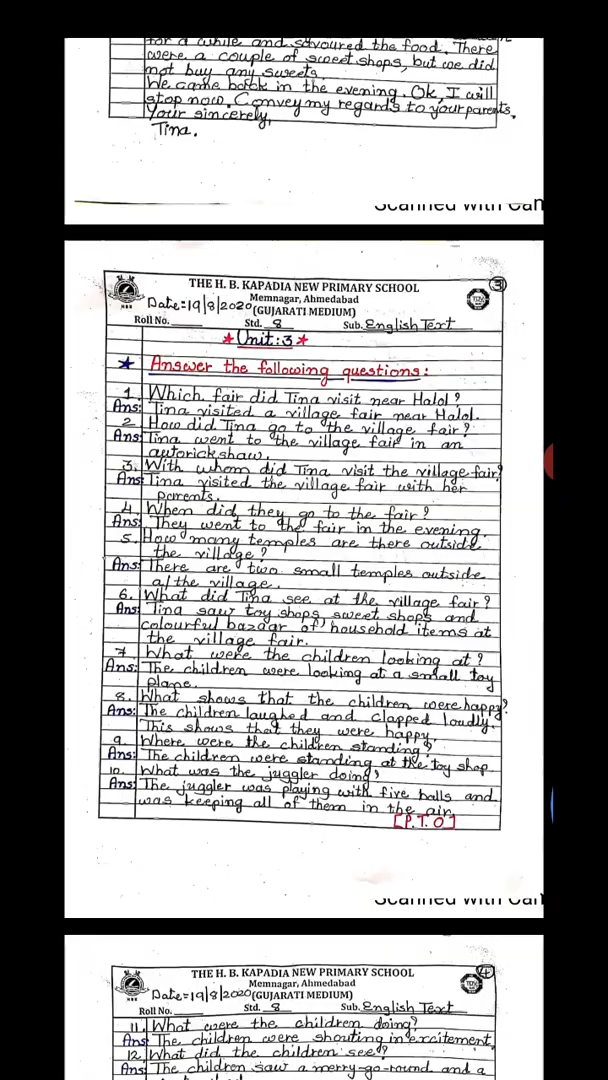 for a while and savoured the food. There
were a couple of sweet shops, but we did
not buy any sweets.
We came back in the evening. Ok, I will
stop now. Convey my regards to your parents.
Your sincerely,
Tina.
Scanned with Cam
3
THE H. B. KAPADIA NEW PRIMARY SCHOOL
Memnagar, Ahmedabad
Date=19/8/2020 (GUJARATI MEDIUM)
Roll No. Std. 8 Sub. English Text
* Unit:3 *
* Answer the following questions:
1. Which fair did Tina visit near Halol?
Ans: Tina visited a village fair near Halol.
2. How did Tina go to the village fair?
Ans: Tina went to the village fair in an
autorickshaw.
3. With whom did Tina visit the village fair?
Ans: Tina visited the village fair with her
parents.
4. When did they go to the fair?
Ans: They went to the fair in the evening.
5. How many temples are there outside
the village?
Ans: There are two small temples outside
of the village.
6. What did Tina see at the village fair?
Ans: Tina saw toy shops, sweet shops and
colourful bazaar of household items at
the village fair.
7. What were the children looking at?
Ans: The children were looking at a small toy
plane.
8. What shows that the children were happy?
Ans: The children laughed and clapped loudly.
This shows that they were happy.
9. Where were the children standing?
Ans: The children were standing at the toy shop.
10. What was the juggler doing?
Ans: The juggler was playing with five balls and
was keeping all of them in the air.
[P.T.O]
Scanned with Cam
4
THE H. B. KAPADIA NEW PRIMARY SCHOOL
Memnagar, Ahmedabad
Date=19/8/2020 (GUJARATI MEDIUM)
Roll No. Std. 8 Sub. English Text
11. What were the children doing?
Ans: The children were shouting in excitement.
12. What did the children see?
Ans: The children saw a merry-go-round and a